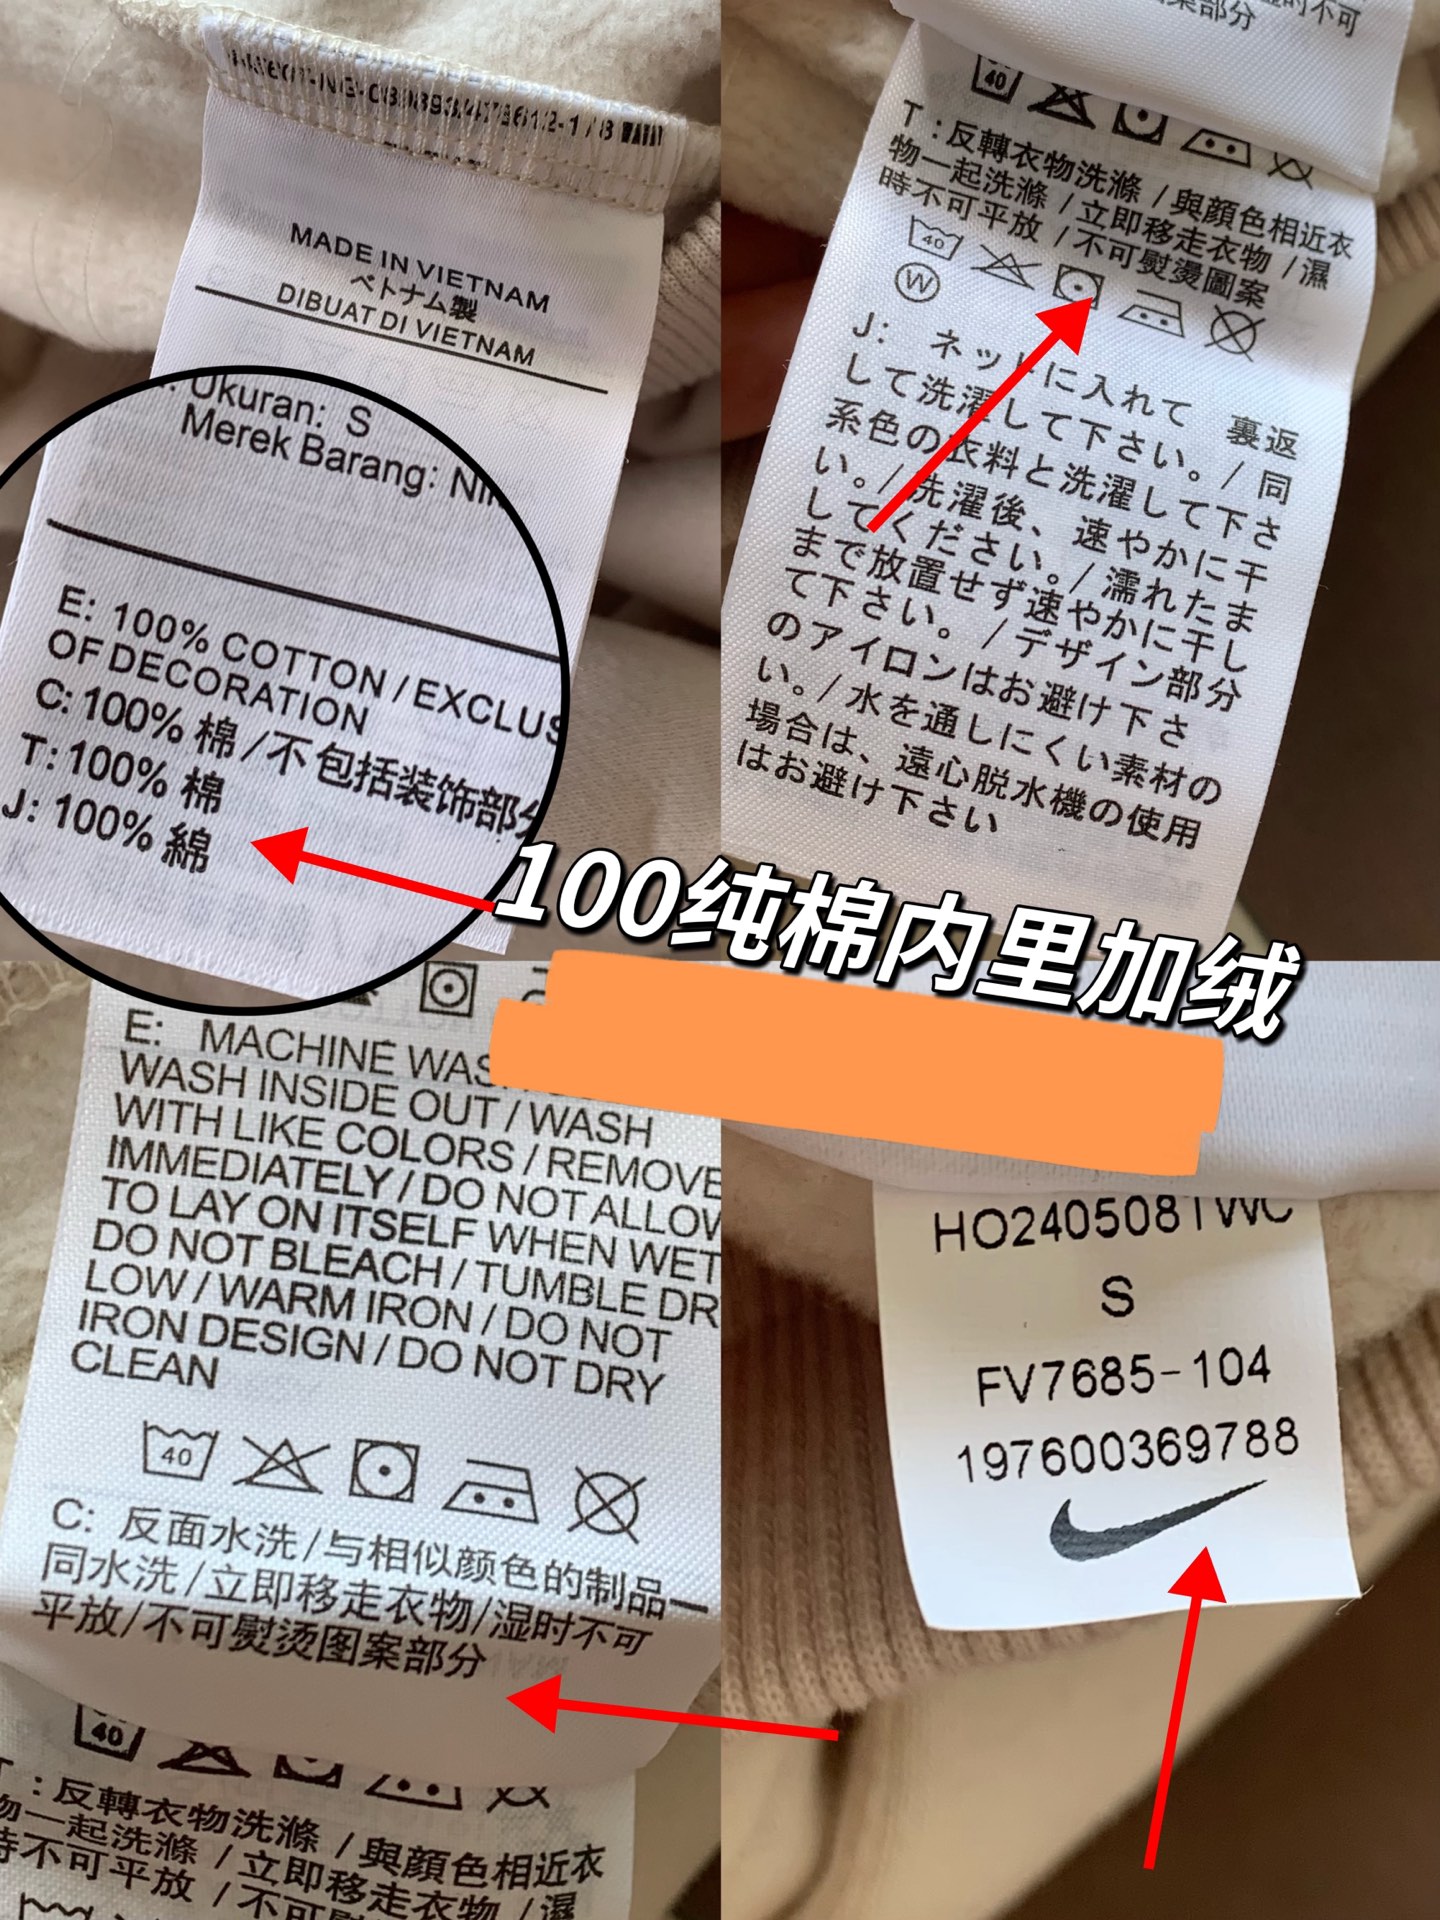 MADE IN VIETNAM
ベトナム製
DIBUAT DI VIETNAM
Ukuran: S
Merek Barang:
E: 100% COTTON / EXCLUS
OF DECORATION
C: 100% 棉 / 不包括装饰部分
T: 100% 棉
J: 100% 綿
40
T : 反轉衣物洗滌 / 與顏色相近衣
物一起洗滌 / 立即移走衣物 / 濕
時不可平放 / 不可熨燙圖案
40
W
J: ネットに入れて 裏返
して洗濯して下さい。/ 同
系色の衣料と洗濯して下さ
い。/ 洗濯後、速やかに干
してください。/ 濡れたま
まで放置せず速やかに干し
て下さい。 / デザイン部分
のアイロンはお避け下さ
い。/ 水を通しにくい素材の
場合は、遠心脱水機の使用
はお避け下さい
100纯棉内里加绒
E: MACHINE WAS
WASH INSIDE OUT / WASH
WITH LIKE COLORS / REMOVE
IMMEDIATELY / DO NOT ALLOW
TO LAY ON ITSELF WHEN WET
DO NOT BLEACH / TUMBLE DR
LOW / WARM IRON / DO NOT
IRON DESIGN / DO NOT DRY
CLEAN
40
C: 反面水洗/与相似颜色的制品一
同水洗/立即移走衣物/湿时不可
平放/不可熨烫图案部分
40
T : 反轉衣物洗滌 / 與顏色相近衣
物一起洗滌 / 立即移走衣物 / 濕
時不可平放 / 不可熨
HO240508TWC
S
FV7685-104
197600369788